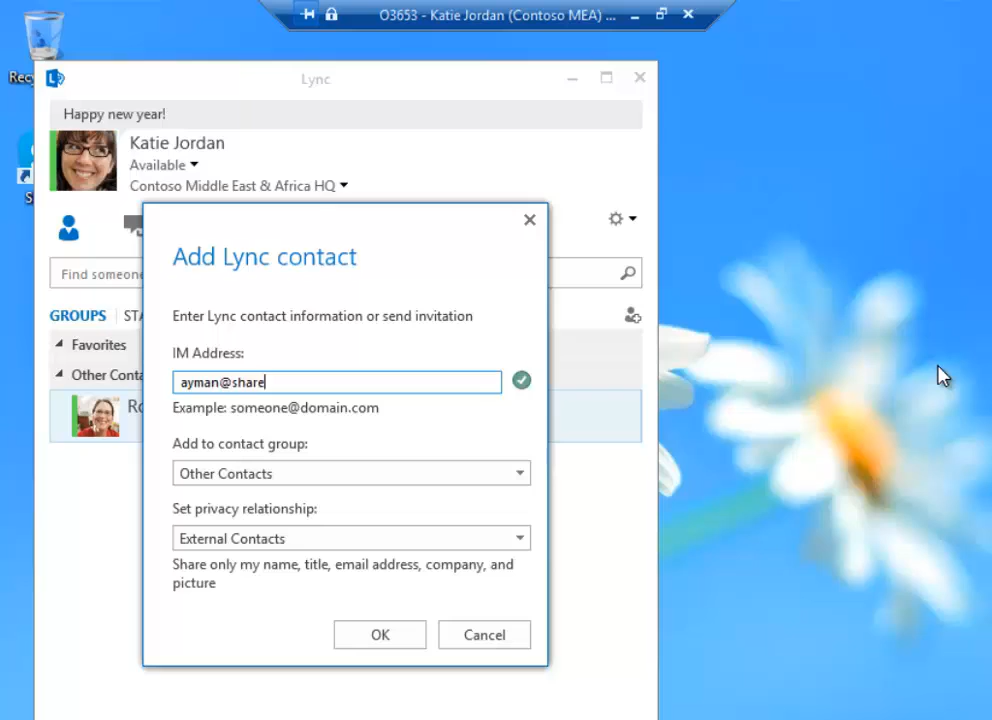 O3653 - Katie Jordan (Contoso MEA) ...
Lync
Happy new year!
Katie Jordan
Available
Contoso Middle East & Africa HQ
Find someone
GROUPS
Favorites
Add Lync contact
Enter Lync contact information or send invitation
IM Address:
ayman@share
Example: someone@domain.com
Add to contact group:
Other Contacts
Set privacy relationship:
External Contacts
Share only my name, title, email address, company, and
picture
OK Cancel